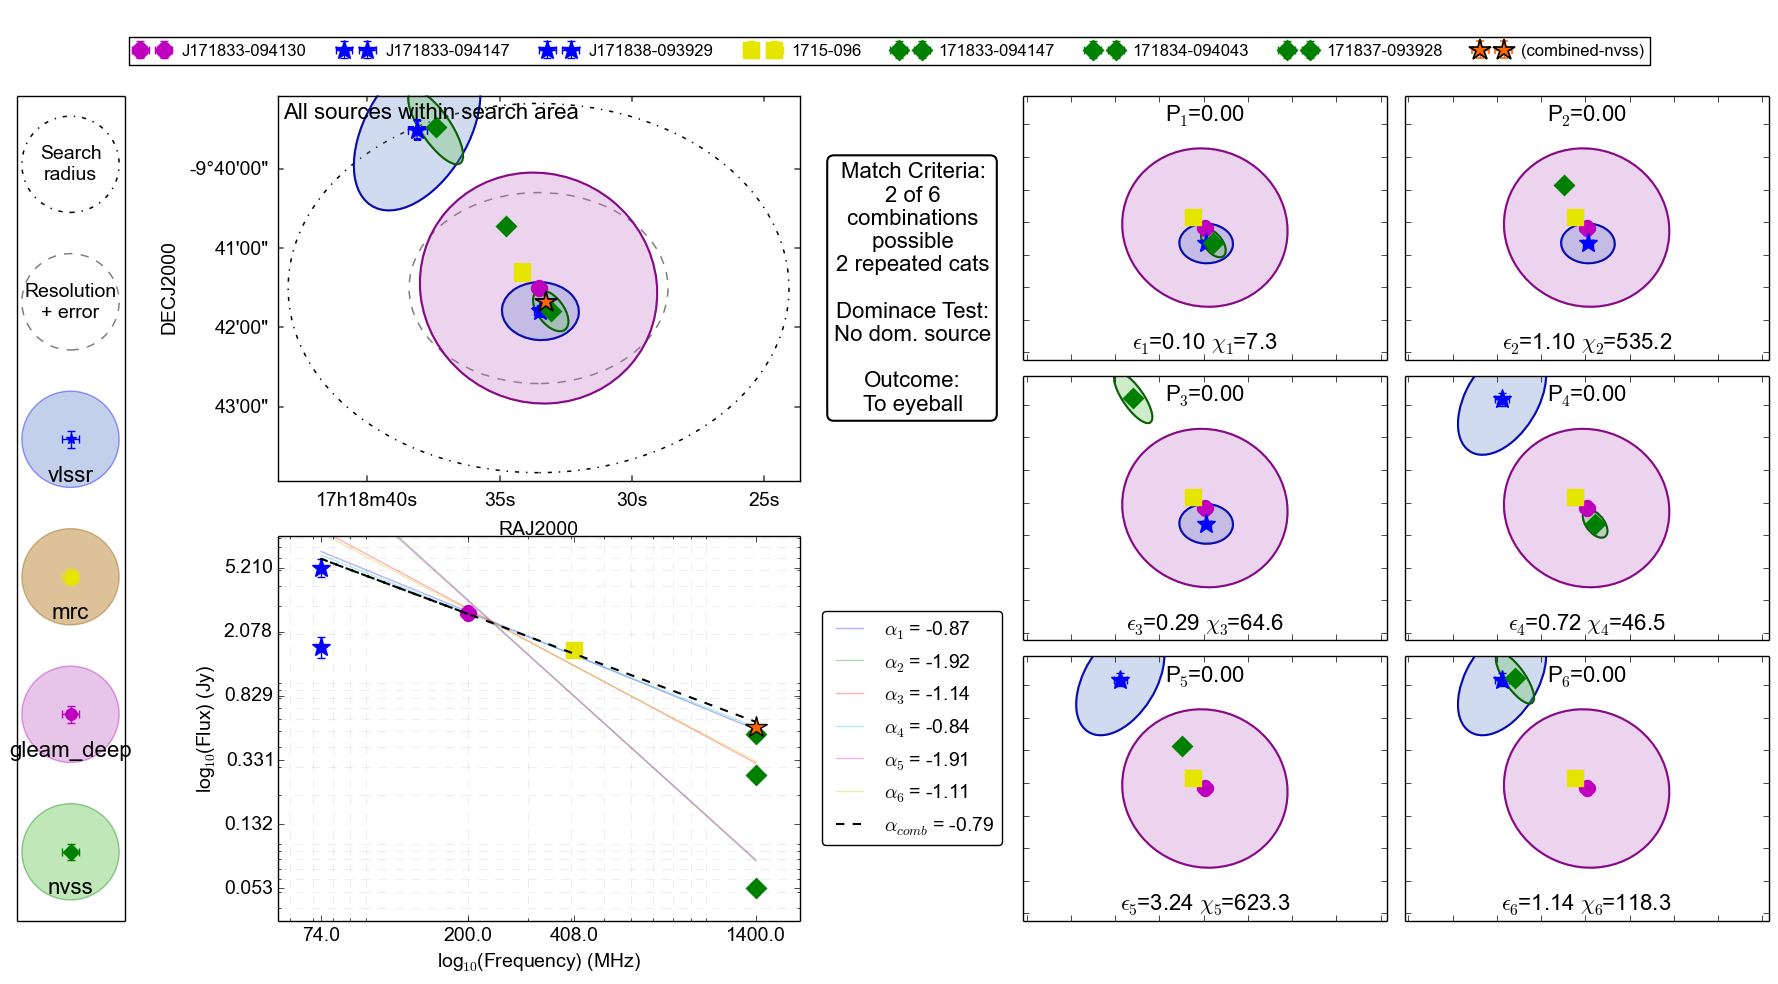 J171833-094130 J171833-094147 J171838-093929 1715-096 171833-094147 171834-094043 171837-093928 (combined-nvss)
Search
radius
Resolution
+ error
vlssr
mrc
gleam_deep
nvss
All sources within search area
DECJ2000
-9°40'00"
41'00"
42'00"
43'00"
17h18m40s 35s 30s 25s
RAJ2000
Match Criteria:
2 of 6
combinations
possible
2 repeated cats
Dominace Test:
No dom. source
Outcome:
To eyeball
log₁₀(Flux) (Jy)
5.210
2.078
0.829
0.331
0.132
0.053
74.0 200.0 408.0 1400.0
log₁₀(Frequency) (MHz)
α₁ = -0.87
α₂ = -1.92
α₃ = -1.14
α₄ = -0.84
α₅ = -1.91
α₆ = -1.11
α_comb = -0.79
P₁=0.00
ϵ₁=0.10 χ₁=7.3
P₂=0.00
ϵ₂=1.10 χ₂=535.2
P₃=0.00
ϵ₃=0.29 χ₃=64.6
P₄=0.00
ϵ₄=0.72 χ₄=46.5
P₅=0.00
ϵ₅=3.24 χ₅=623.3
P₆=0.00
ϵ₆=1.14 χ₆=118.3